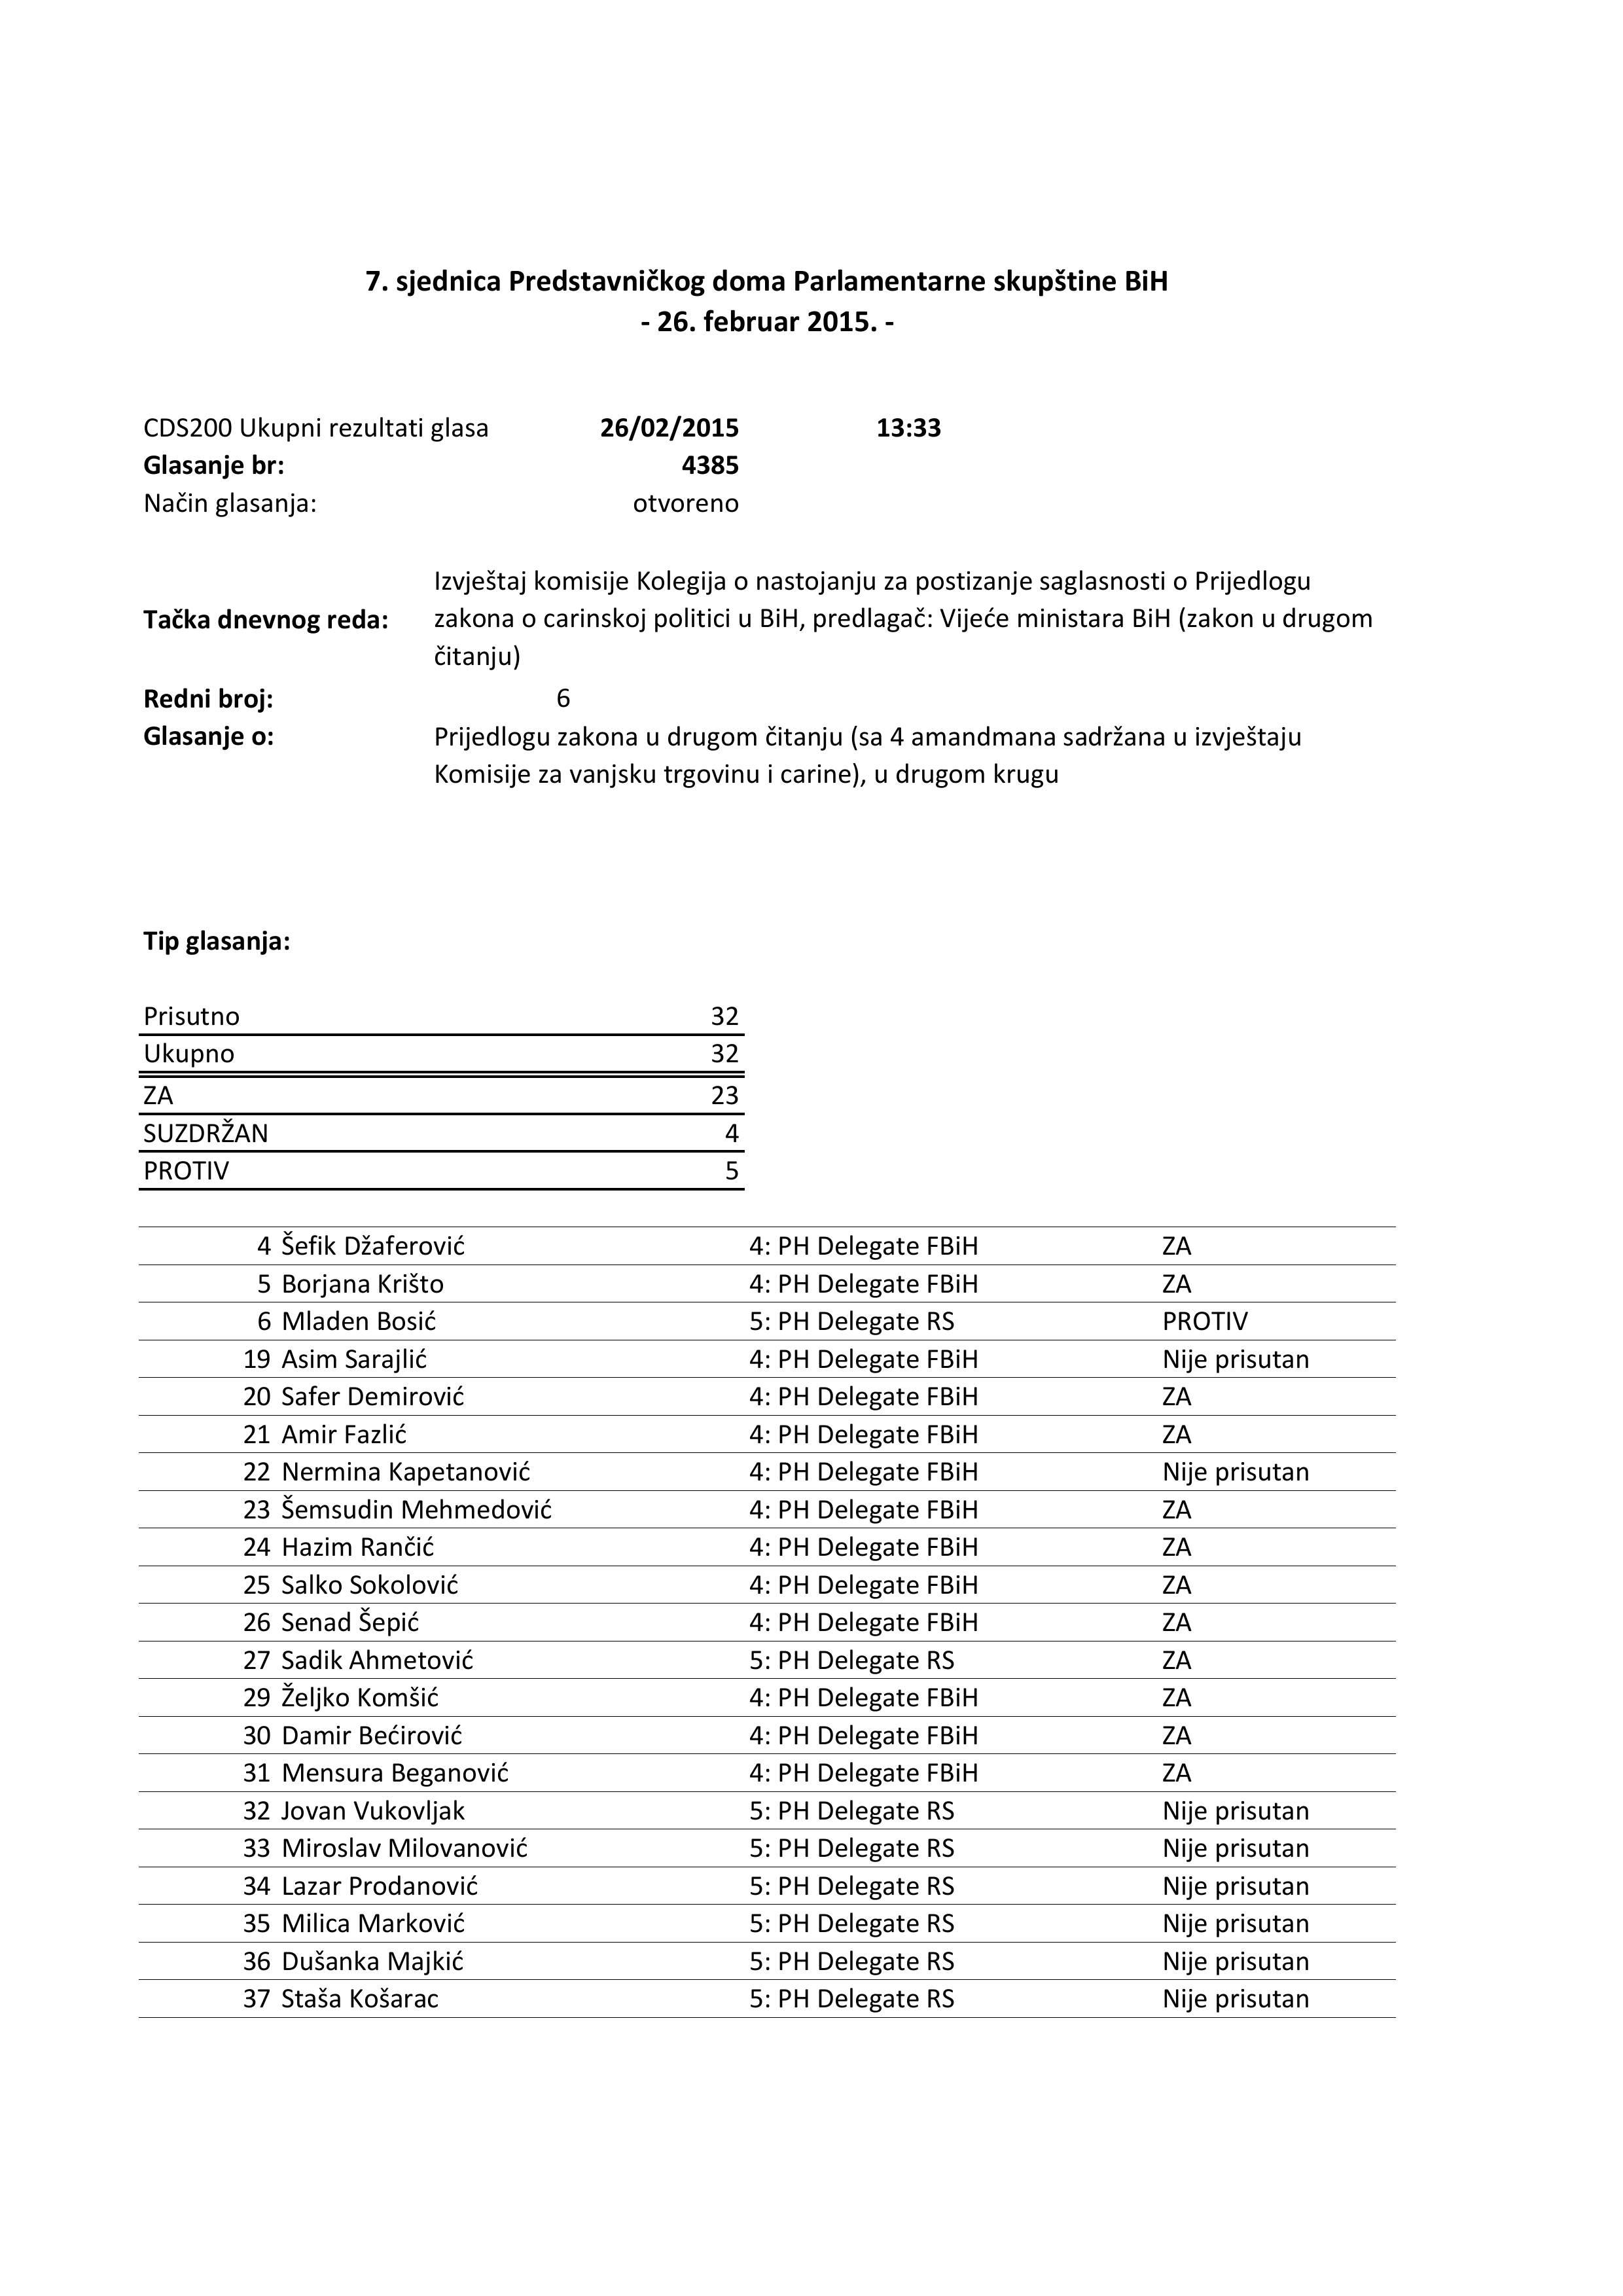 7. sjednica Predstavničkog doma Parlamentarne skupštine BiH
- 26. februar 2015. -
CDS200 Ukupni rezultati glasa 26/02/2015 13:33
Glasanje br: 4385
Način glasanja: otvoreno
Izvještaj komisije Kolegija o nastojanju za postizanje saglasnosti o Prijedlogu
Tačka dnevnog reda: zakona o carinskoj politici u BiH, predlagač: Vijeće ministara BiH (zakon u drugom
čitanju)
Redni broj: 6
Glasanje o: Prijedlogu zakona u drugom čitanju (sa 4 amandmana sadržana u izvještaju
Komisije za vanjsku trgovinu i carine), u drugom krugu
Tip glasanja:
Prisutno 32
Ukupno 32
ZA 23
SUZDRŽAN 4
PROTIV 5
4 Šefik Džaferović 4: PH Delegate FBiH ZA
5 Borjana Krišto 4: PH Delegate FBiH ZA
6 Mladen Bosić 5: PH Delegate RS PROTIV
19 Asim Sarajlić 4: PH Delegate FBiH Nije prisutan
20 Safer Demirović 4: PH Delegate FBiH ZA
21 Amir Fazlić 4: PH Delegate FBiH ZA
22 Nermina Kapetanović 4: PH Delegate FBiH Nije prisutan
23 Šemsudin Mehmedović 4: PH Delegate FBiH ZA
24 Hazim Rančić 4: PH Delegate FBiH ZA
25 Salko Sokolović 4: PH Delegate FBiH ZA
26 Senad Šepić 4: PH Delegate FBiH ZA
27 Sadik Ahmetović 5: PH Delegate RS ZA
29 Željko Komšić 4: PH Delegate FBiH ZA
30 Damir Bećirović 4: PH Delegate FBiH ZA
31 Mensura Beganović 4: PH Delegate FBiH ZA
32 Jovan Vukovljak 5: PH Delegate RS Nije prisutan
33 Miroslav Milovanović 5: PH Delegate RS Nije prisutan
34 Lazar Prodanović 5: PH Delegate RS Nije prisutan
35 Milica Marković 5: PH Delegate RS Nije prisutan
36 Dušanka Majkić 5: PH Delegate RS Nije prisutan
37 Staša Košarac 5: PH Delegate RS Nije prisutan